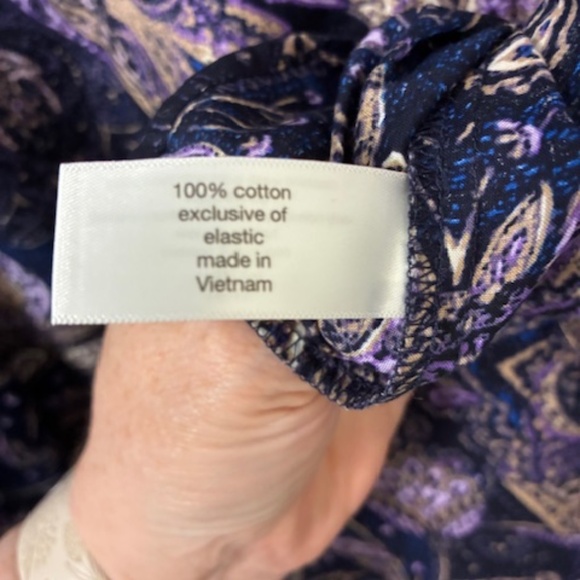 100% cotton
exclusive of
elastic
made in
Vietnam